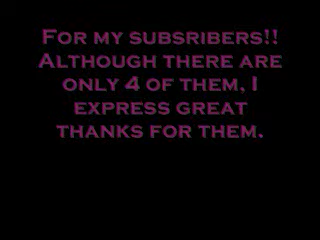 For my subsribers!!
Although there are
only 4 of them, I
express great
thanks for them.